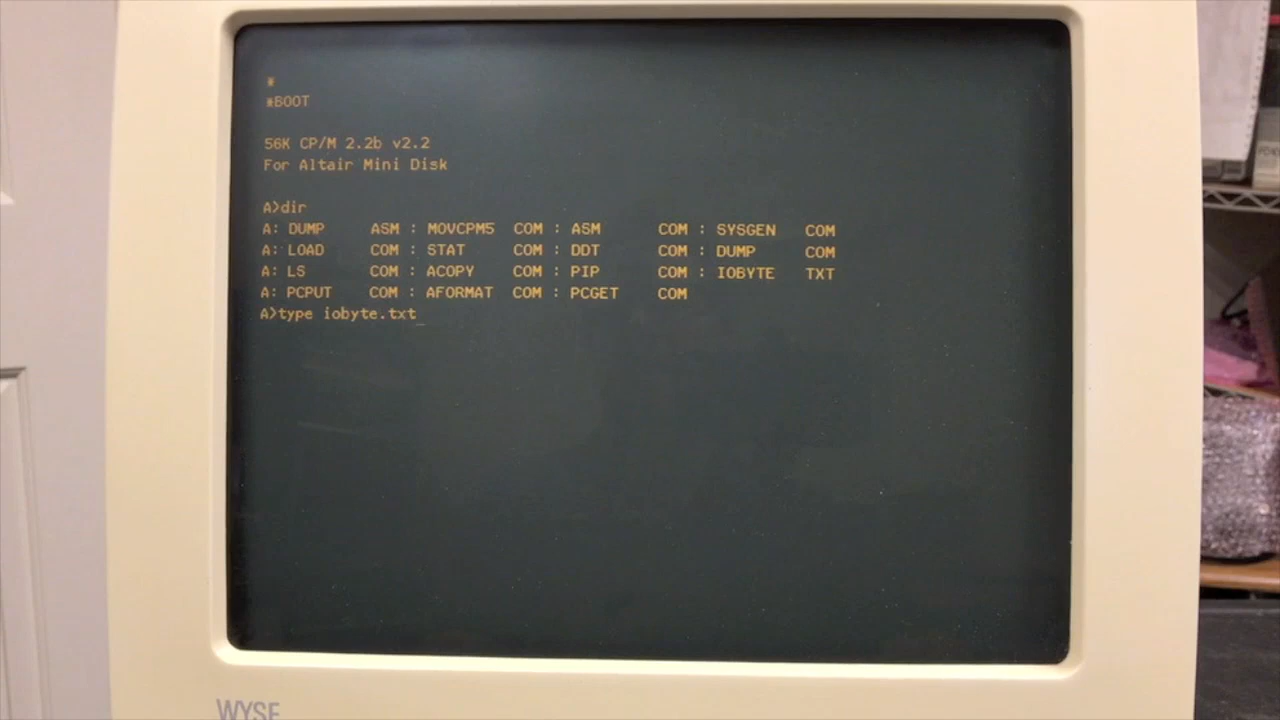 *
*BOOT
56K CP/M 2.2b v2.2
For Altair Mini Disk
A>dir
A: DUMP ASM : MOVCPM5 COM : ASM COM : SYSGEN COM
A: LOAD COM : STAT COM : DDT COM : DUMP COM
A: LS COM : ACOPY COM : PIP COM : IOBYTE TXT
A: PCPUT COM : AFORMAT COM : PCGET COM
A>type iobyte.txt_
WYSE